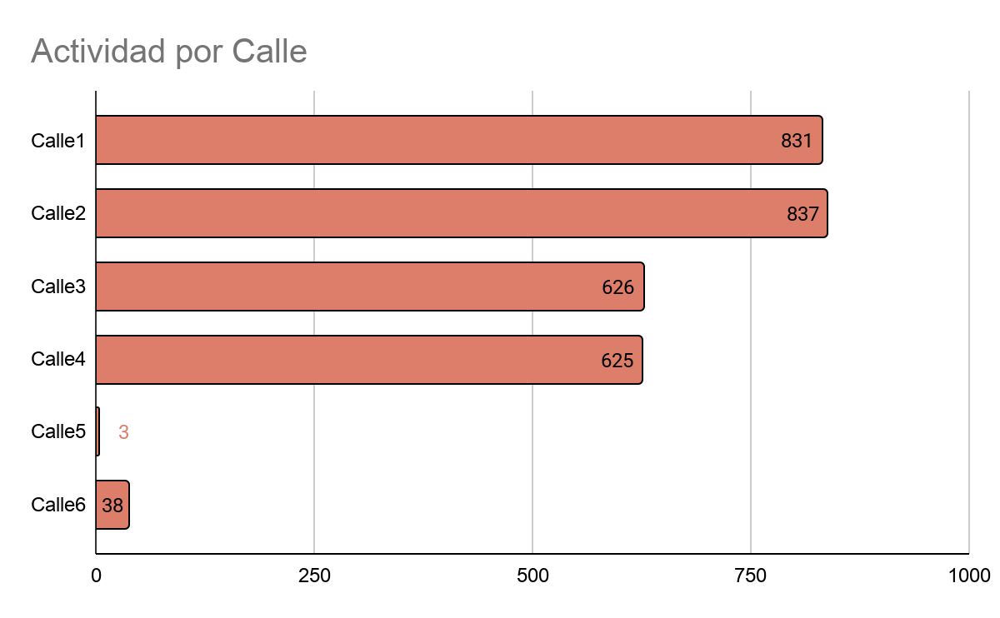 Actividad por Calle
Calle1 831
Calle2 837
Calle3 626
Calle4 625
Calle5 3
Calle6 38
0 250 500 750 1000